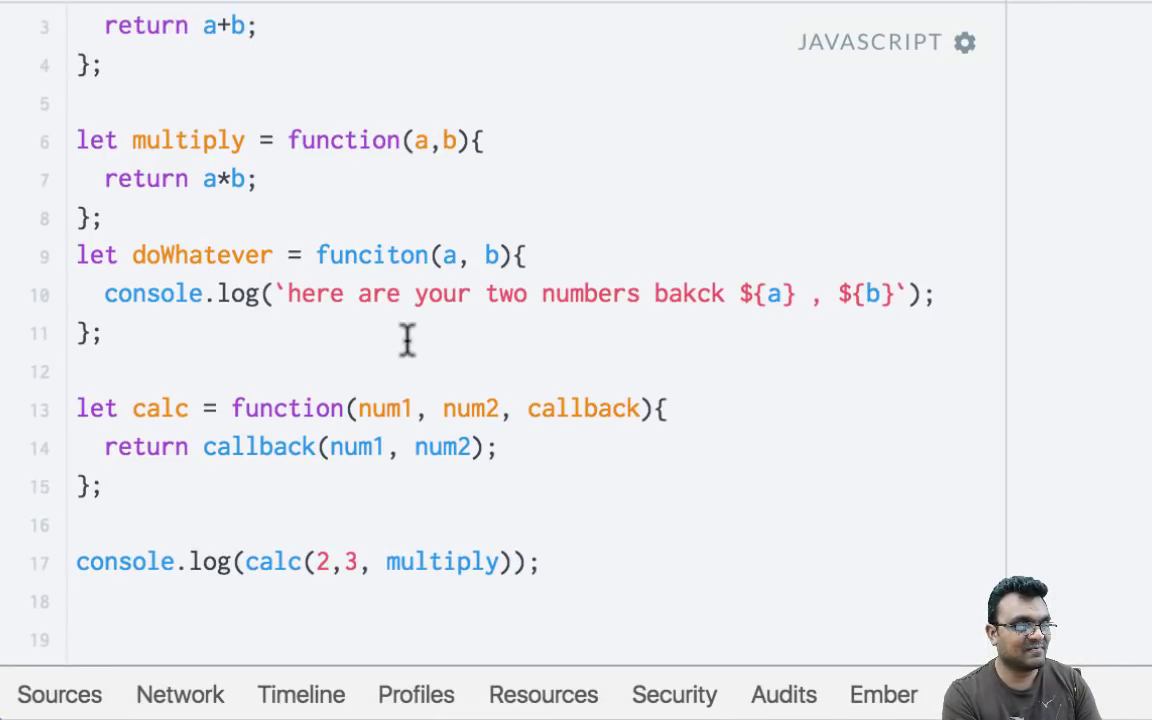 3 return a+b;
JAVASCRIPT
4 };
5
6 let multiply = function(a,b){
7 return a*b;
8 };
9 let doWhatever = funciton(a, b){
10 console.log(`here are your two numbers bakck ${a} , ${b}`);
11 };
12
13 let calc = function(num1, num2, callback){
14 return callback(num1, num2);
15 };
16
17 console.log(calc(2,3, multiply));
18
19
Sources Network Timeline Profiles Resources Security Audits Ember